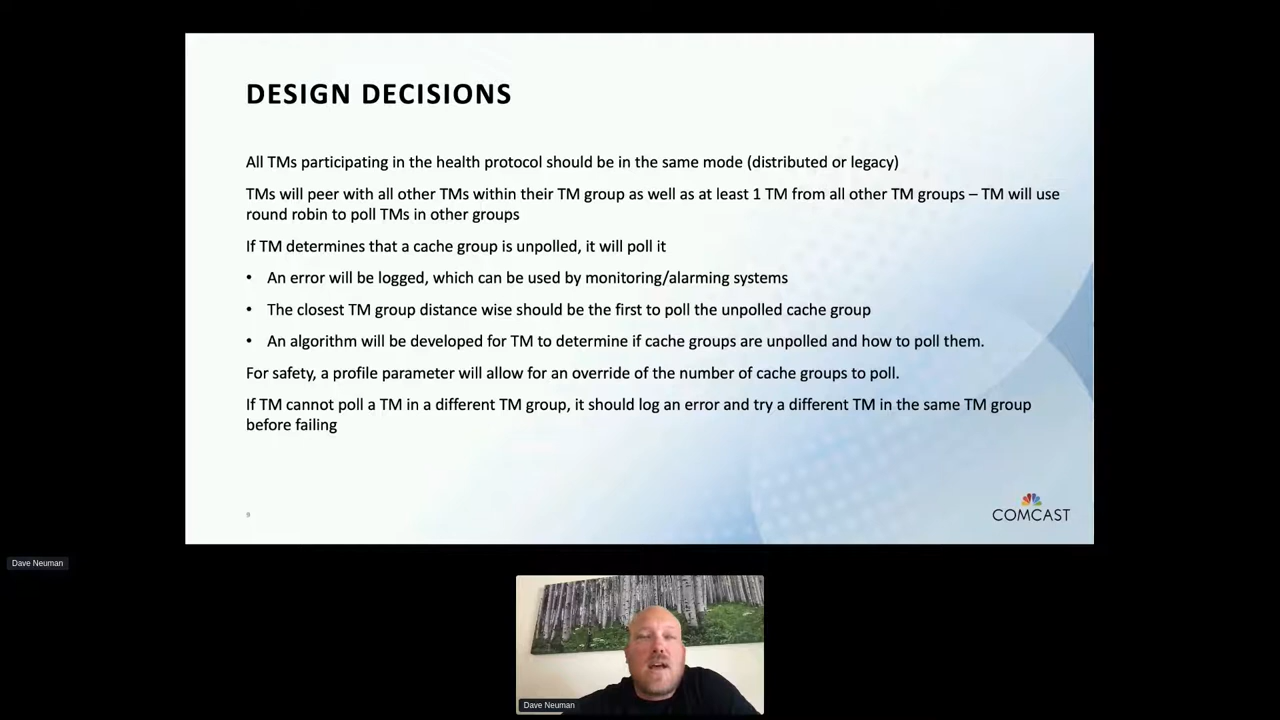 DESIGN DECISIONS
All TMs participating in the health protocol should be in the same mode (distributed or legacy)
TMs will peer with all other TMs within their TM group as well as at least 1 TM from all other TM groups – TM will use
round robin to poll TMs in other groups
If TM determines that a cache group is unpolled, it will poll it
• An error will be logged, which can be used by monitoring/alarming systems
• The closest TM group distance wise should be the first to poll the unpolled cache group
• An algorithm will be developed for TM to determine if cache groups are unpolled and how to poll them.
For safety, a profile parameter will allow for an override of the number of cache groups to poll.
If TM cannot poll a TM in a different TM group, it should log an error and try a different TM in the same TM group
before failing
9
COMCAST
Dave Neuman
Dave Neuman